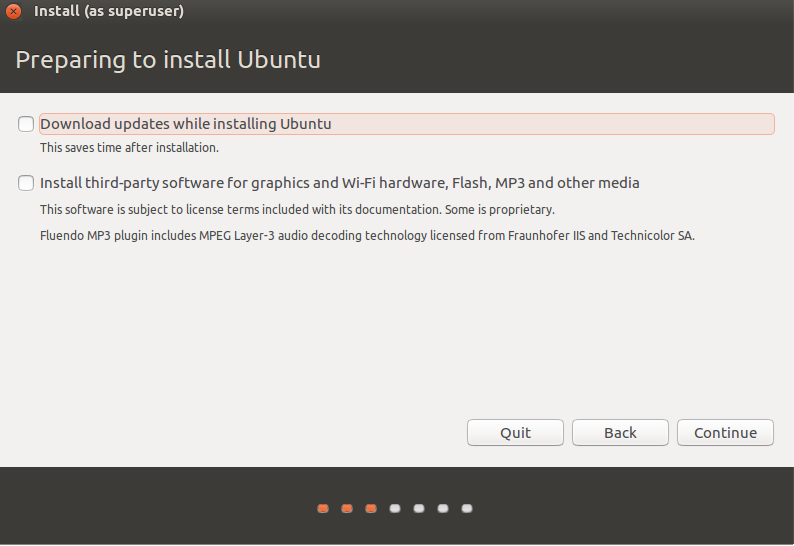 Install (as superuser)
Preparing to install Ubuntu
Download updates while installing Ubuntu
This saves time after installation.
Install third-party software for graphics and Wi-Fi hardware, Flash, MP3 and other media
This software is subject to license terms included with its documentation. Some is proprietary.
Fluendo MP3 plugin includes MPEG Layer-3 audio decoding technology licensed from Fraunhofer IIS and Technicolor SA.
Quit
Back
Continue